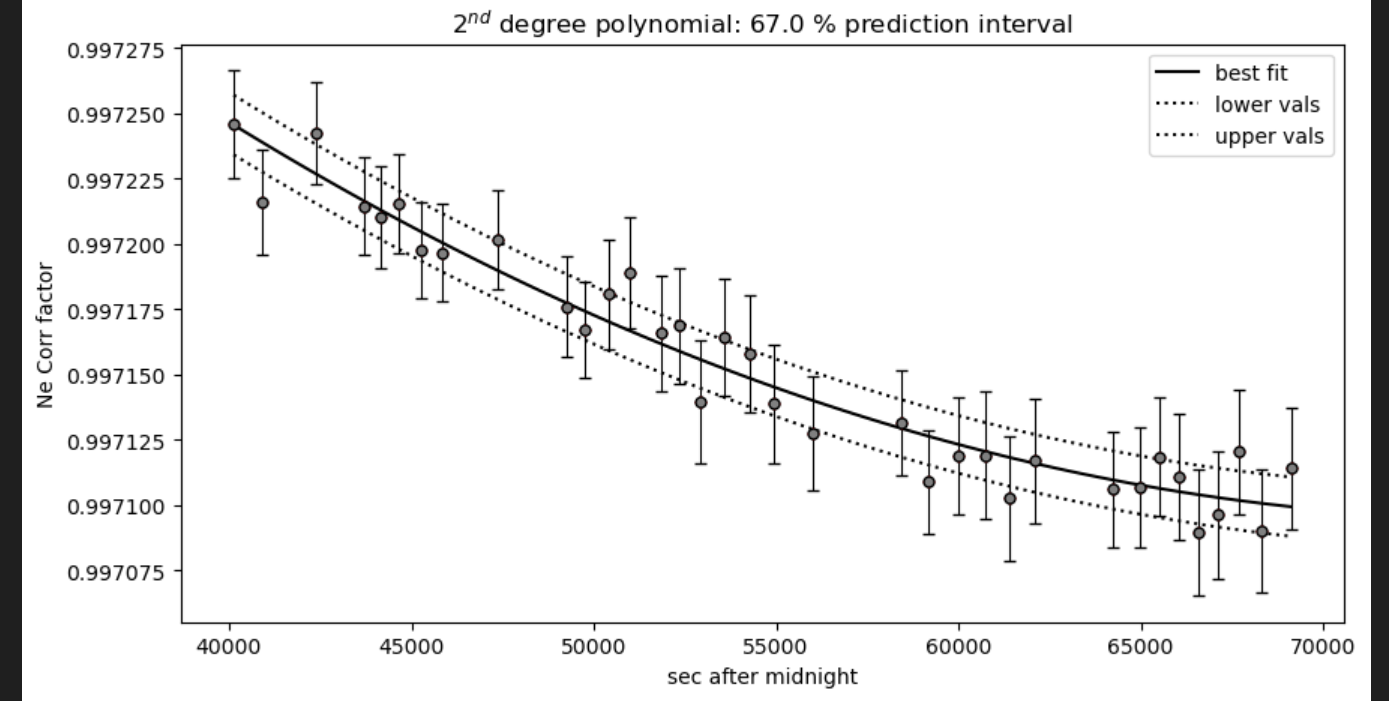 2nd degree polynomial: 67.0 % prediction interval
0.997275
0.997250
0.997225
0.997200
0.997175
0.997150
0.997125
0.997100
0.997075
Ne Corr factor
best fit
lower vals
upper vals
40000 45000 50000 55000 60000 65000 70000
sec after midnight